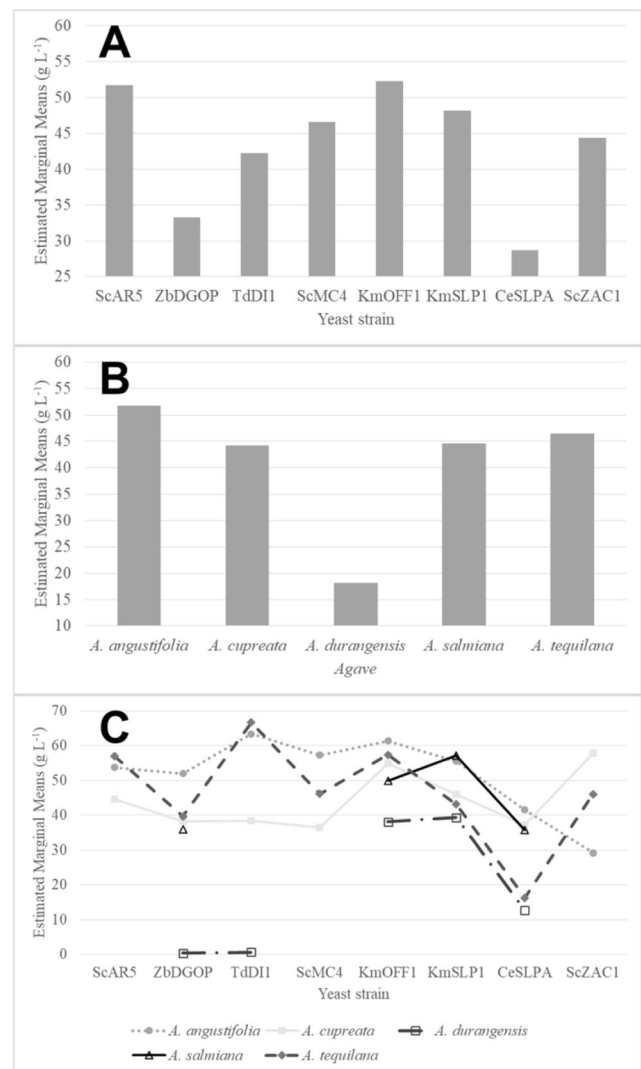 A
Estimated Marginal Means (g L⁻¹)
60
55
50
45
40
35
30
25
ScAR5 ZbDGOP TdDI1 ScMC4 KmOFF1 KmSLP1 CeSLPA ScZAC1
Yeast strain
B
Estimated Marginal Means (g L⁻¹)
60
55
50
45
40
35
30
25
20
15
10
A. angustifolia A. cupreata A. durangensis A. salmiana A. tequilana
Agave
C
Estimated Marginal Means (g L⁻¹)
70
60
50
40
30
20
10
0
ScAR5 ZbDGOP TdDI1 ScMC4 KmOFF1 KmSLP1 CeSLPA ScZAC1
Yeast strain
A. angustifolia A. cupreata A. durangensis
A. salmiana A. tequilana